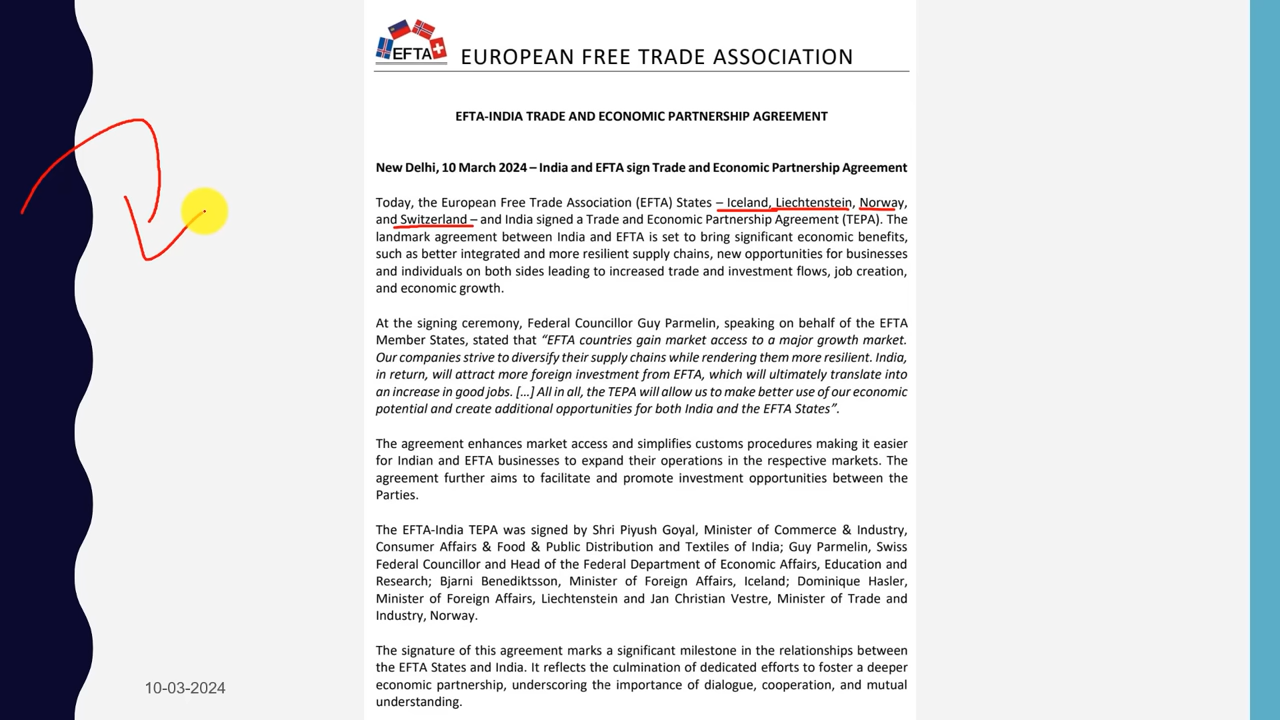 EFTA
EUROPEAN FREE TRADE ASSOCIATION
EFTA-INDIA TRADE AND ECONOMIC PARTNERSHIP AGREEMENT
New Delhi, 10 March 2024 – India and EFTA sign Trade and Economic Partnership Agreement
Today, the European Free Trade Association (EFTA) States – Iceland, Liechtenstein, Norway,
and Switzerland – and India signed a Trade and Economic Partnership Agreement (TEPA). The
landmark agreement between India and EFTA is set to bring significant economic benefits,
such as better integrated and more resilient supply chains, new opportunities for businesses
and individuals on both sides leading to increased trade and investment flows, job creation,
and economic growth.
At the signing ceremony, Federal Councillor Guy Parmelin, speaking on behalf of the EFTA
Member States, stated that “EFTA countries gain market access to a major growth market.
Our companies strive to diversify their supply chains while rendering them more resilient. India,
in return, will attract more foreign investment from EFTA, which will ultimately translate into
an increase in good jobs. […] All in all, the TEPA will allow us to make better use of our economic
potential and create additional opportunities for both India and the EFTA States”.
The agreement enhances market access and simplifies customs procedures making it easier
for Indian and EFTA businesses to expand their operations in the respective markets. The
agreement further aims to facilitate and promote investment opportunities between the
Parties.
The EFTA-India TEPA was signed by Shri Piyush Goyal, Minister of Commerce & Industry,
Consumer Affairs & Food & Public Distribution and Textiles of India; Guy Parmelin, Swiss
Federal Councillor and Head of the Federal Department of Economic Affairs, Education and
Research; Bjarni Benediktsson, Minister of Foreign Affairs, Iceland; Dominique Hasler,
Minister of Foreign Affairs, Liechtenstein and Jan Christian Vestre, Minister of Trade and
Industry, Norway.
The signature of this agreement marks a significant milestone in the relationships between
the EFTA States and India. It reflects the culmination of dedicated efforts to foster a deeper
economic partnership, underscoring the importance of dialogue, cooperation, and mutual
understanding.
10-03-2024